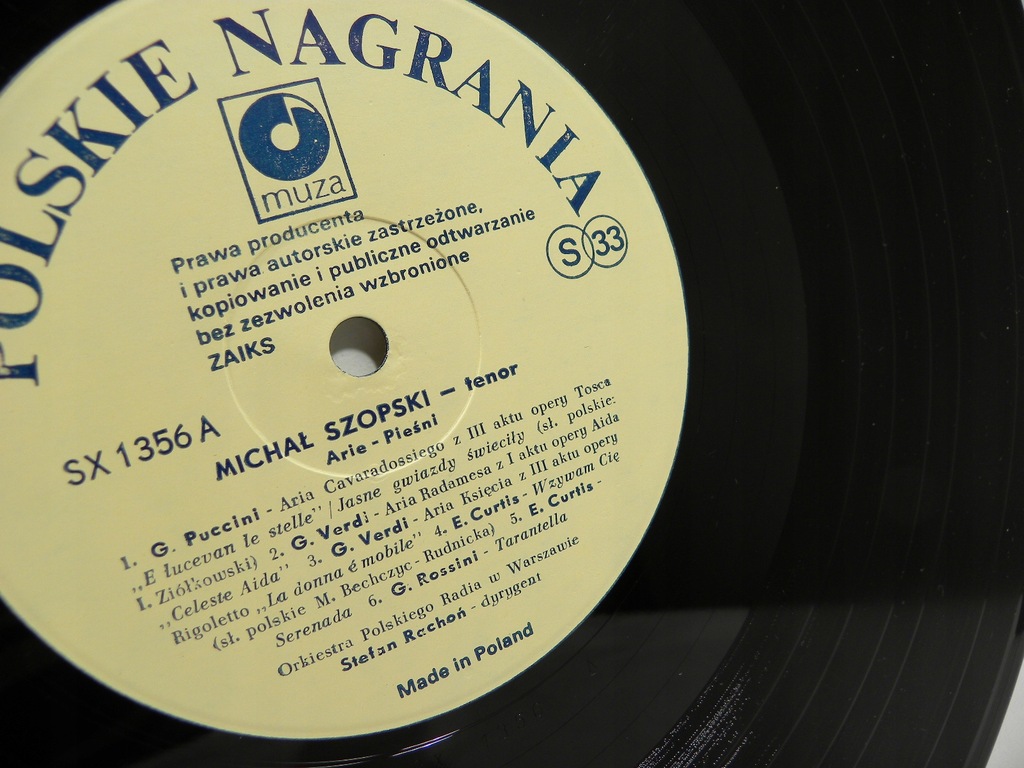 POLSKIE NAGRANIA
muza
Prawa producenta
i prawa autorskie zastrzeżone,
kopiowanie i publiczne odtwarzanie
bez zezwolenia wzbronione
ZAIKS
S 33
SX 1356 A
MICHAŁ SZOPSKI – tenor
Arie - Pieśni
1. G. Puccini - Aria Cavaradossiego z III aktu opery Tosca
„E lucevan le stelle” / Jasne gwiazdy świeciły (sł. polskie:
I. Ziółkowski) 2. G. Verdi - Aria Radamesa z I aktu opery Aida
„Celeste Aida” 3. G. Verdi - Aria Księcia z III aktu opery
Rigoletto „La donna é mobile” 4. E. Curtis - Wzywam Cię
(sł. polskie M. Bechczyc-Rudnicka) 5. E. Curtis -
Serenada 6. G. Rossini - Tarantella
Orkiestra Polskiego Radia w Warszawie
Stefan Rachoń - dyrygent
Made in Poland